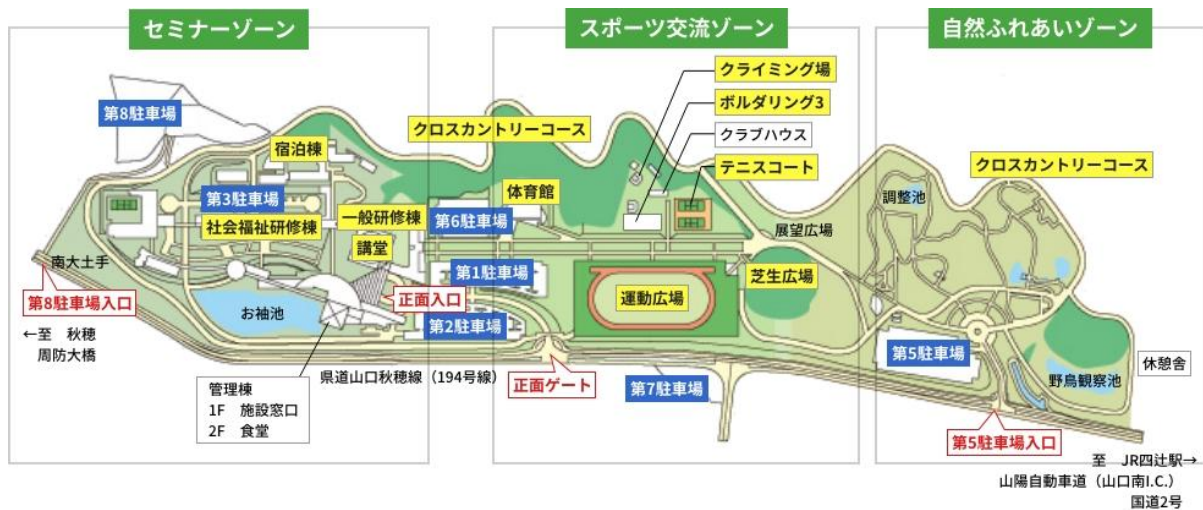 セミナーゾーン
スポーツ交流ゾーン
自然ふれあいゾーン
クライミング場
第8駐車場
ボルダリング3
クロスカントリーコース
クラブハウス
宿泊棟
テニスコート
クロスカントリーコース
第3駐車場
体育館
調整池
一般研修棟
第6駐車場
社会福祉研修棟
展望広場
講堂
南大土手
第1駐車場
芝生広場
第8駐車場入口
正面入口
運動広場
お袖池
第2駐車場
←至 秋穂
周防大橋
第5駐車場
休憩舎
県道山口秋穂線（194号線）
正面ゲート
第7駐車場
野鳥観察池
管理棟
1F 施設窓口
2F 食堂
第5駐車場入口
至 JR四辻駅→
山陽自動車道（山口南I.C.）
国道2号